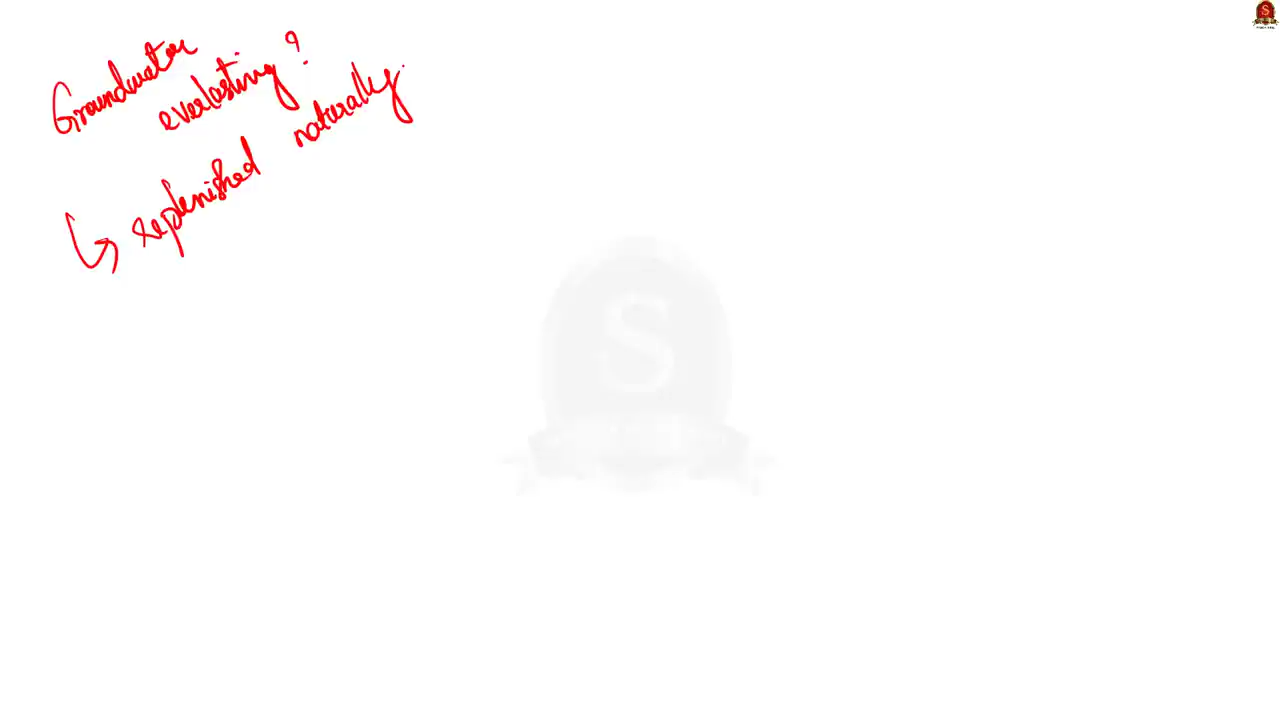 Groundwater
everlasting?
↳ replenished naturally.
S
S